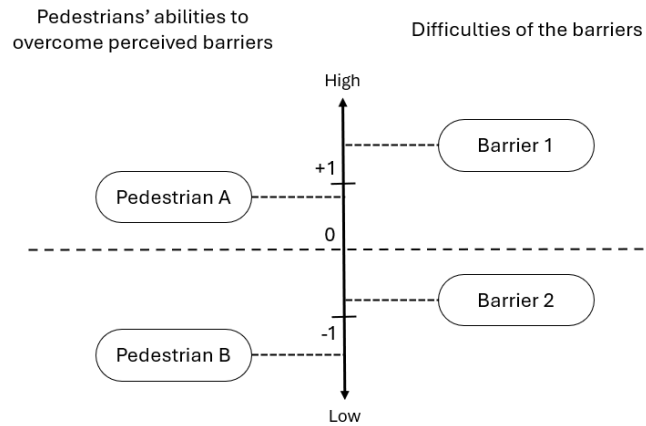 Pedestrians’ abilities to
overcome perceived barriers
Difficulties of the barriers
High
Barrier 1
+1
Pedestrian A
0
Barrier 2
-1
Pedestrian B
Low